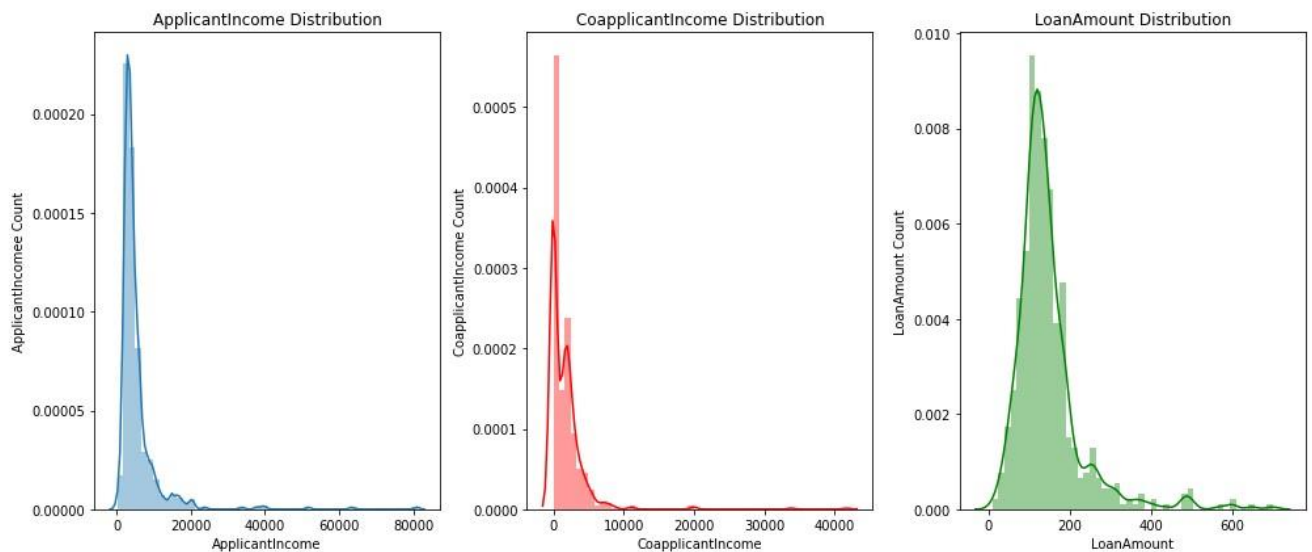 ApplicantIncome Distribution
0.00020
0.00015
0.00010
0.00005
0.00000
ApplicantIncomee Count
0 20000 40000 60000 80000
ApplicantIncome
CoapplicantIncome Distribution
0.0005
0.0004
0.0003
0.0002
0.0001
0.0000
CoapplicantIncome Count
0 10000 20000 30000 40000
CoapplicantIncome
LoanAmount Distribution
0.010
0.008
0.006
0.004
0.002
0.000
LoanAmount Count
0 200 400 600
LoanAmount